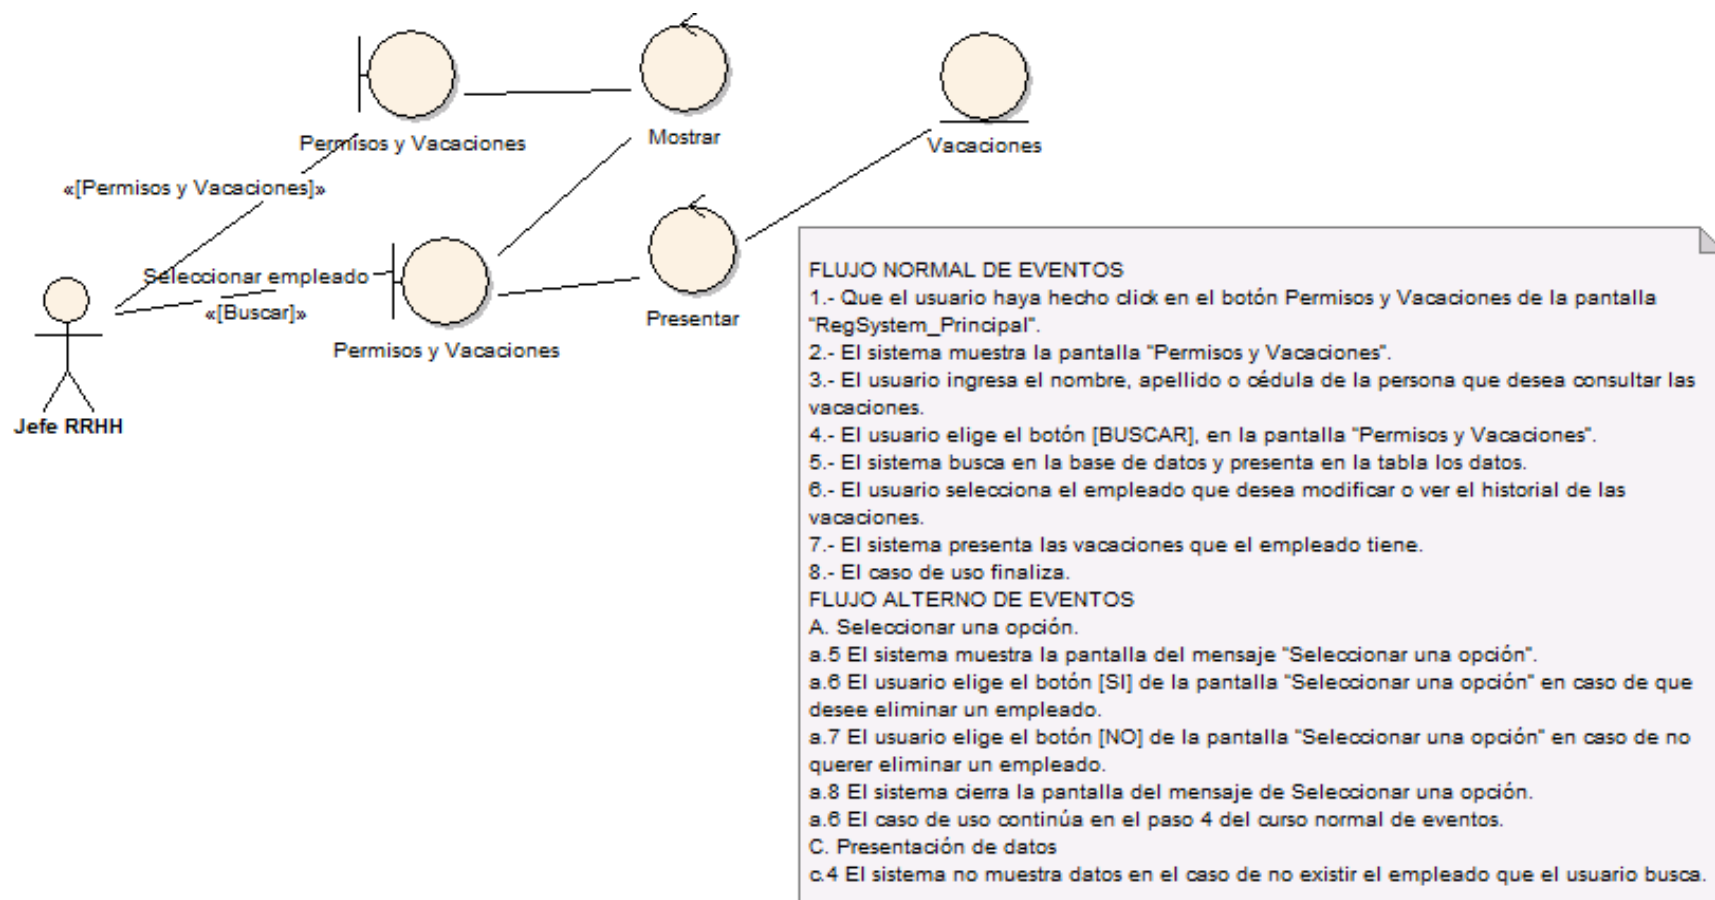 Permisos y Vacaciones
Mostrar
Vacaciones
«[Permisos y Vacaciones]»
Seleccionar empleado
«[Buscar]»
Presentar
Permisos y Vacaciones
Jefe RRHH
FLUJO NORMAL DE EVENTOS
1.- Que el usuario haya hecho click en el botón Permisos y Vacaciones de la pantalla
"RegSystem_Principal".
2.- El sistema muestra la pantalla "Permisos y Vacaciones".
3.- El usuario ingresa el nombre, apellido o cédula de la persona que desea consultar las
vacaciones.
4.- El usuario elige el botón [BUSCAR], en la pantalla "Permisos y Vacaciones".
5.- El sistema busca en la base de datos y presenta en la tabla los datos.
6.- El usuario selecciona el empleado que desea modificar o ver el historial de las
vacaciones.
7.- El sistema presenta las vacaciones que el empleado tiene.
8.- El caso de uso finaliza.
FLUJO ALTERNO DE EVENTOS
A. Seleccionar una opción.
a.5 El sistema muestra la pantalla del mensaje "Seleccionar una opción".
a.6 El usuario elige el botón [SI] de la pantalla "Seleccionar una opción" en caso de que
desee eliminar un empleado.
a.7 El usuario elige el botón [NO] de la pantalla "Seleccionar una opción" en caso de no
querer eliminar un empleado.
a.8 El sistema cierra la pantalla del mensaje de Seleccionar una opción.
a.6 El caso de uso continúa en el paso 4 del curso normal de eventos.
C. Presentación de datos
c.4 El sistema no muestra datos en el caso de no existir el empleado que el usuario busca.